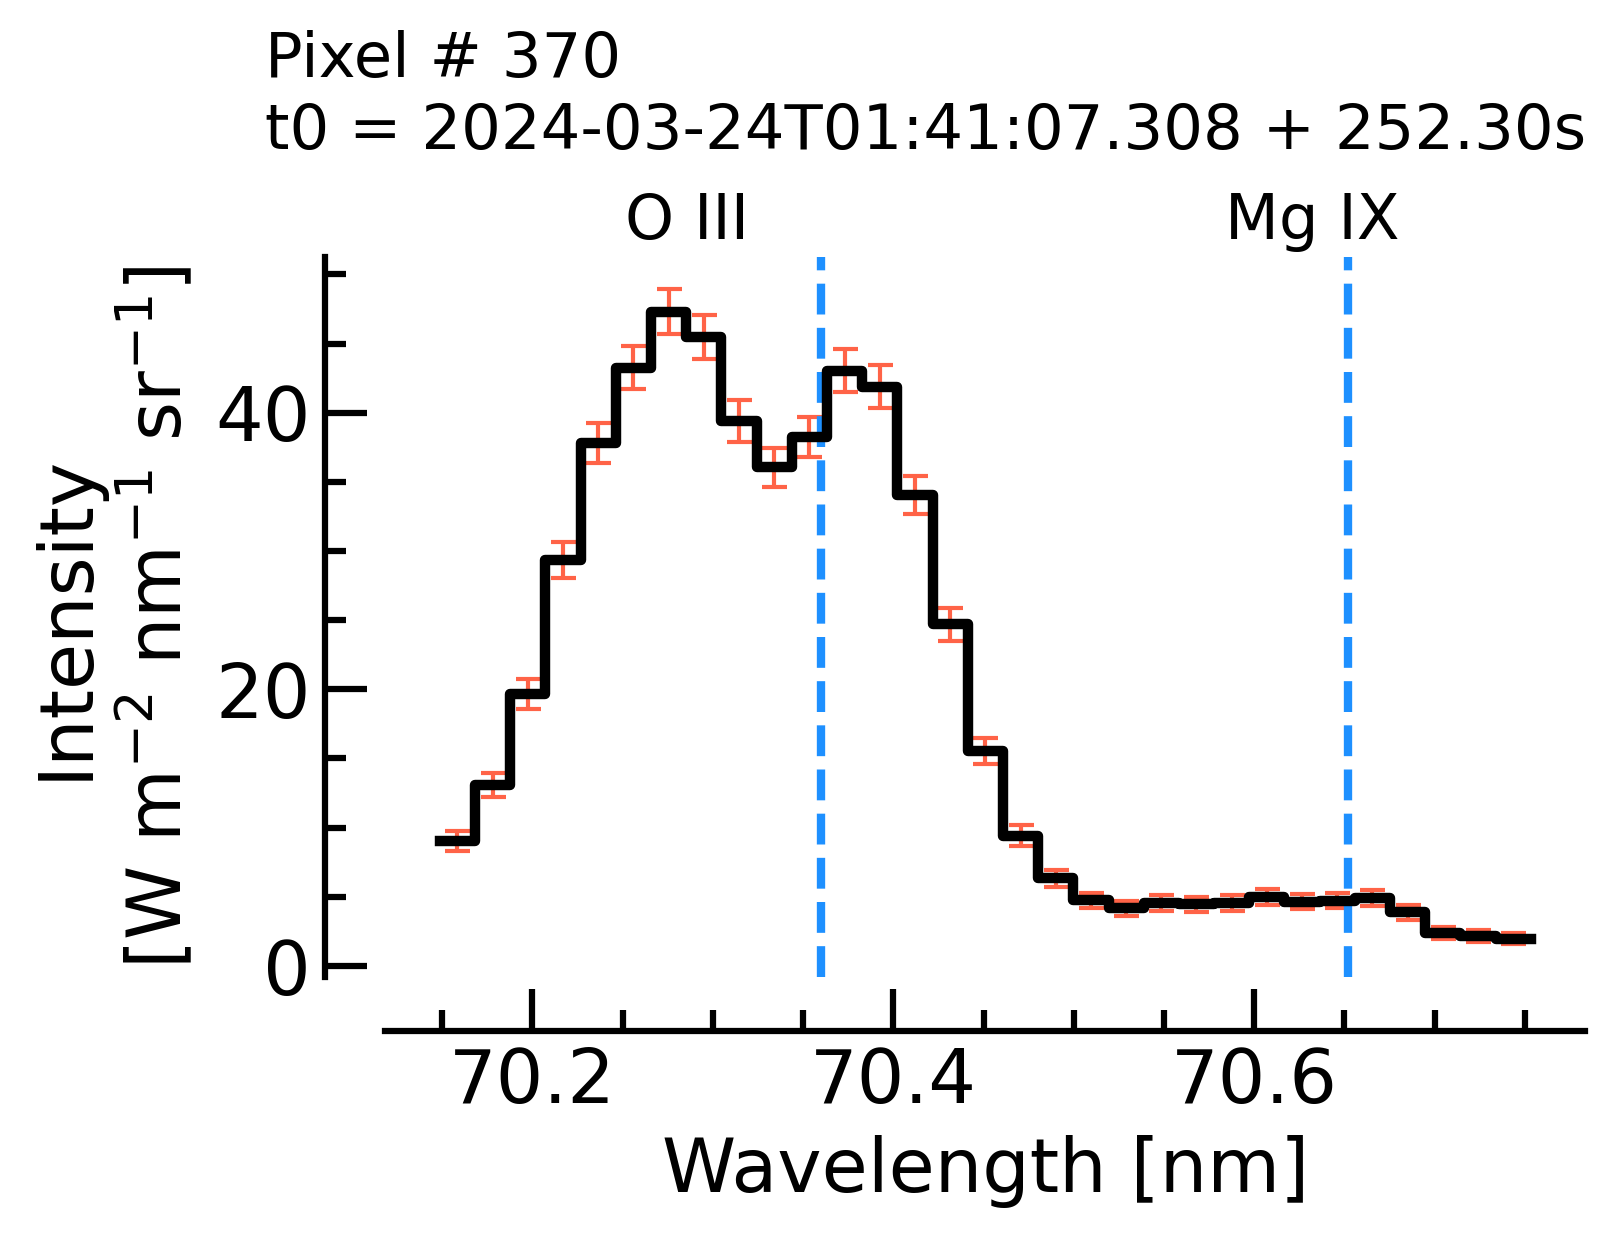 Pixel # 370
t0 = 2024-03-24T01:41:07.308 + 252.30s
O III Mg IX
Intensity
[W m⁻² nm⁻¹ sr⁻¹]
40
20
0
70.2 70.4 70.6
Wavelength [nm]